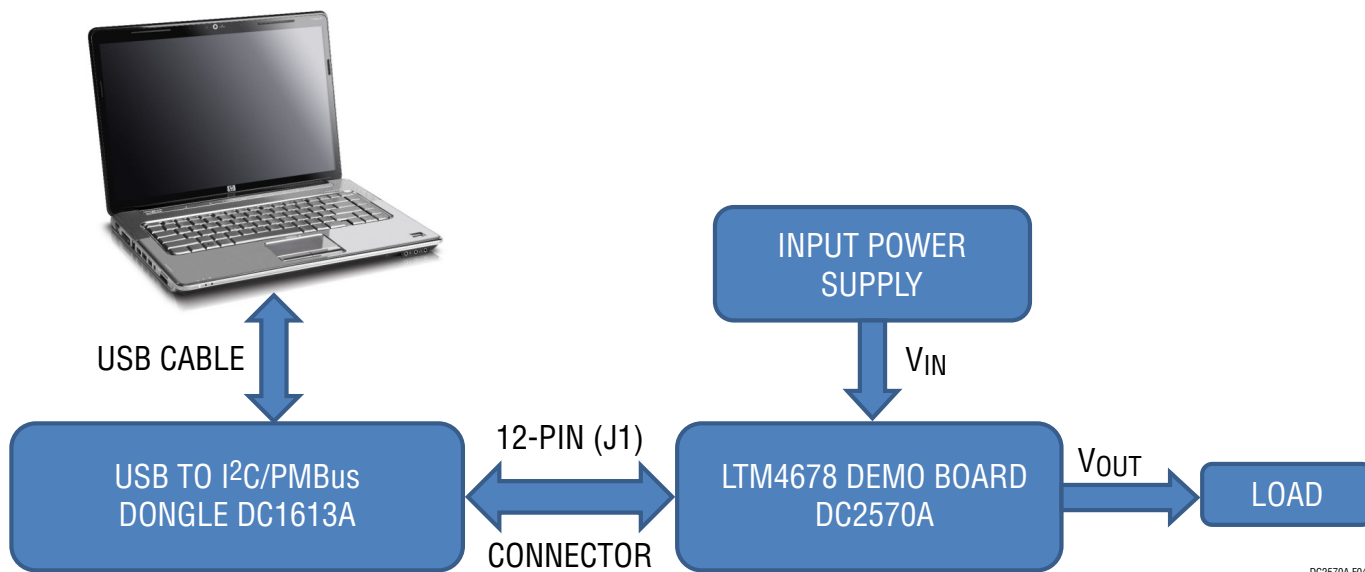 USB CABLE
INPUT POWER
SUPPLY
VIN
USB TO I2C/PMBus
DONGLE DC1613A
12-PIN (J1)
CONNECTOR
LTM4678 DEMO BOARD
DC2570A
VOUT
LOAD